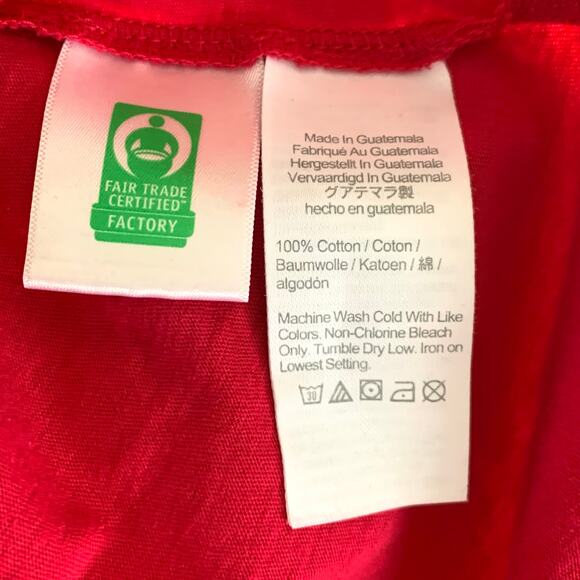 FAIR TRADE
CERTIFIED™
FACTORY
Made In Guatemala
Fabriqué Au Guatemala
Hergestellt In Guatemala
Vervaardigd In Guatemala
グアテマラ製
hecho en guatemala
100% Cotton / Coton /
Baumwolle / Katoen / 綿 /
algodón
Machine Wash Cold With Like
Colors. Non-Chlorine Bleach
Only. Tumble Dry Low. Iron on
Lowest Setting.
30